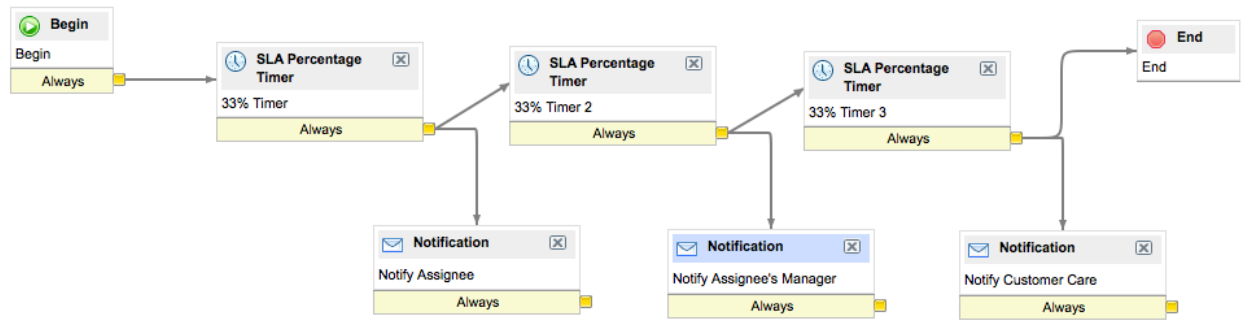 Begin
Begin
Always
SLA Percentage
Timer
33% Timer
Always
SLA Percentage
Timer
33% Timer 2
Always
SLA Percentage
Timer
33% Timer 3
Always
End
End
Notification
Notify Assignee
Always
Notification
Notify Assignee's Manager
Always
Notification
Notify Customer Care
Always